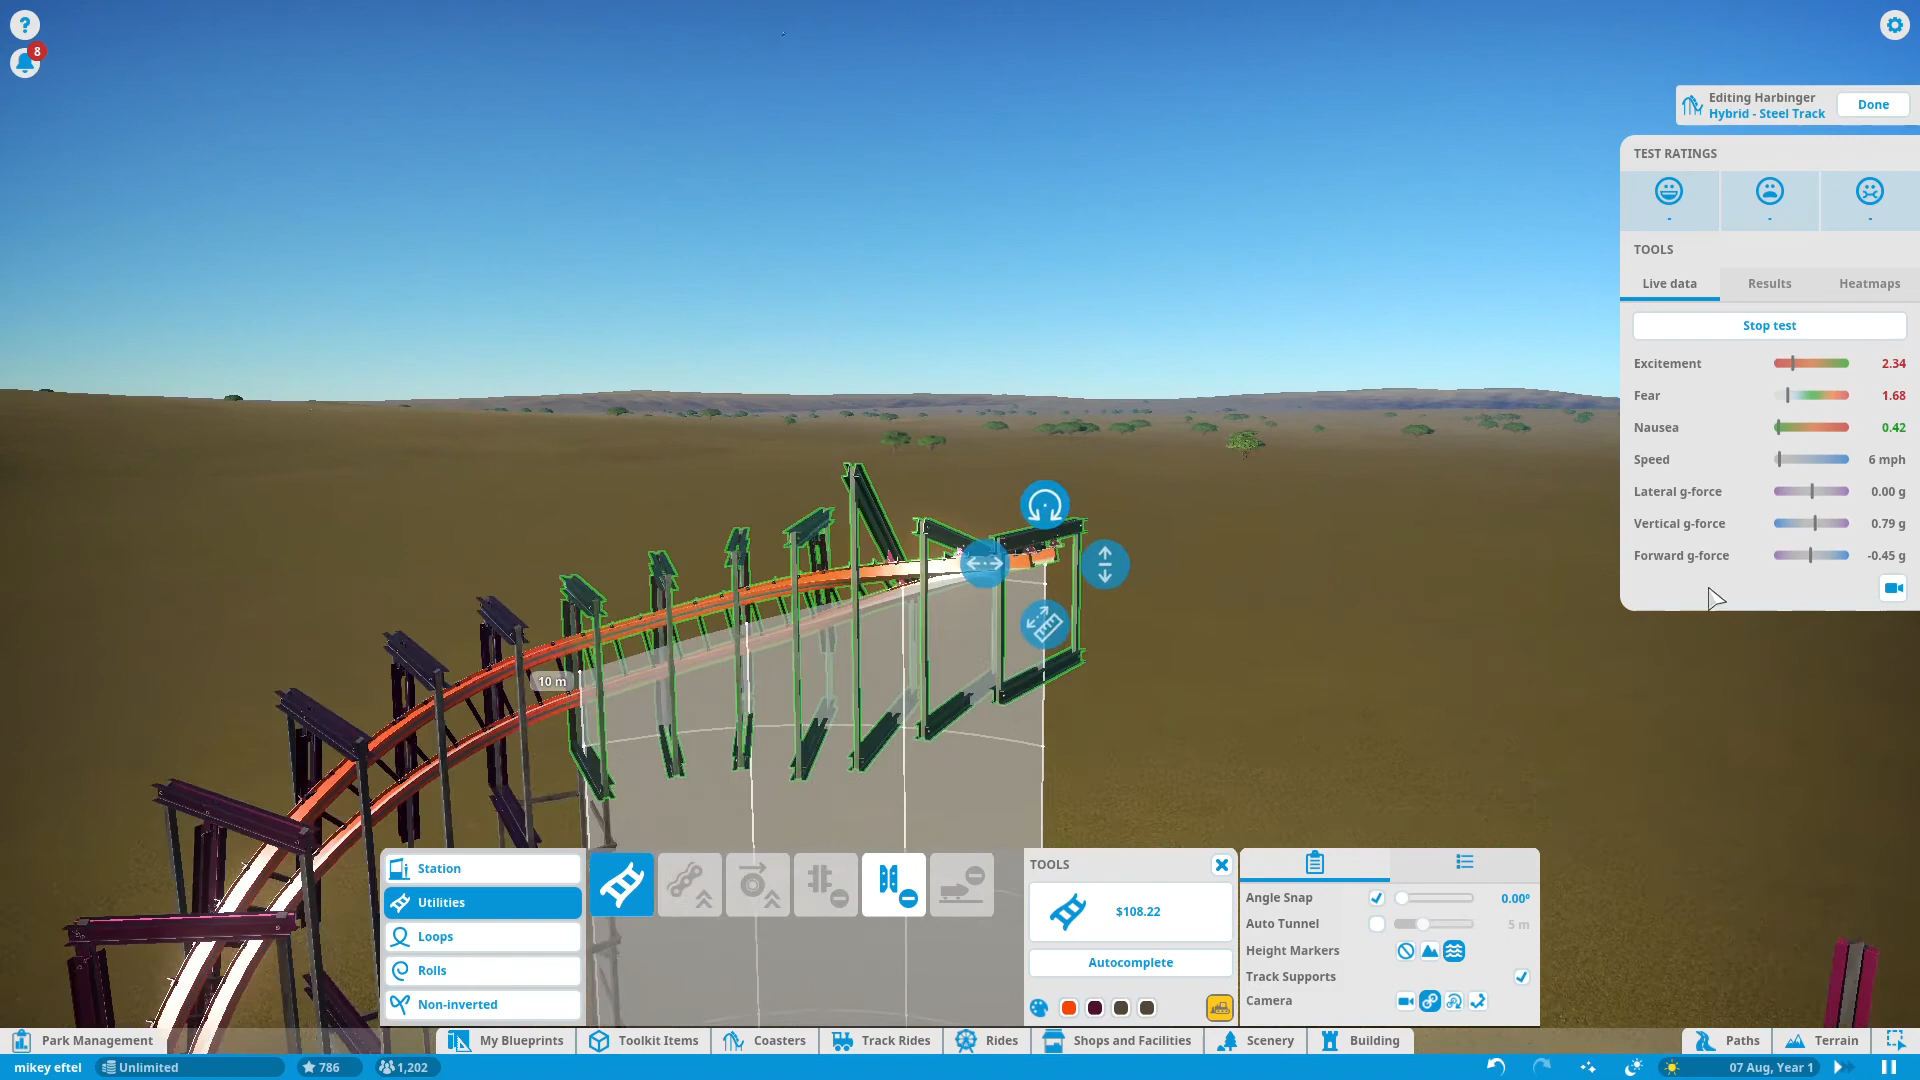 ?
8
Editing Harbinger
Hybrid - Steel Track
Done
TEST RATINGS
- - -
TOOLS
Live data Results Heatmaps
Stop test
Excitement 2.34
Fear 1.68
Nausea 0.42
Speed 6 mph
Lateral g-force 0.00 g
Vertical g-force 0.79 g
Forward g-force -0.45 g
10 m
Station
Utilities
Loops
Rolls
Non-inverted
TOOLS
$108.22
Autocomplete
Angle Snap 0.00°
Auto Tunnel 5 m
Height Markers
Track Supports
Camera
Park Management My Blueprints Toolkit Items Coasters Track Rides Rides Shops and Facilities Scenery Building Paths Terrain
mikey eftel Unlimited 786 1,202 07 Aug, Year 1